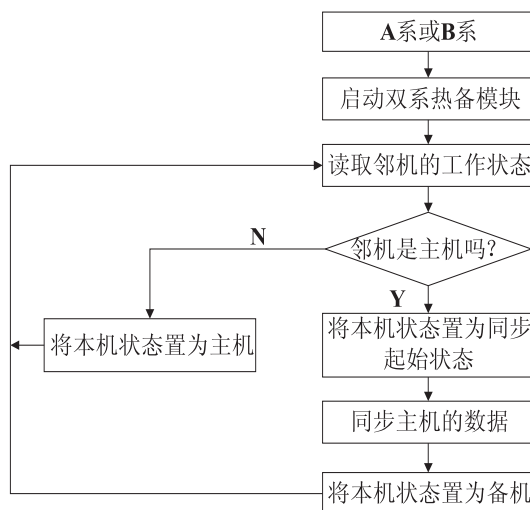 A系或B系
启动双系热备模块
读取邻机的工作状态
邻机是主机吗?
N
Y
将本机状态置为主机
将本机状态置为同步
起始状态
同步主机的数据
将本机状态置为备机